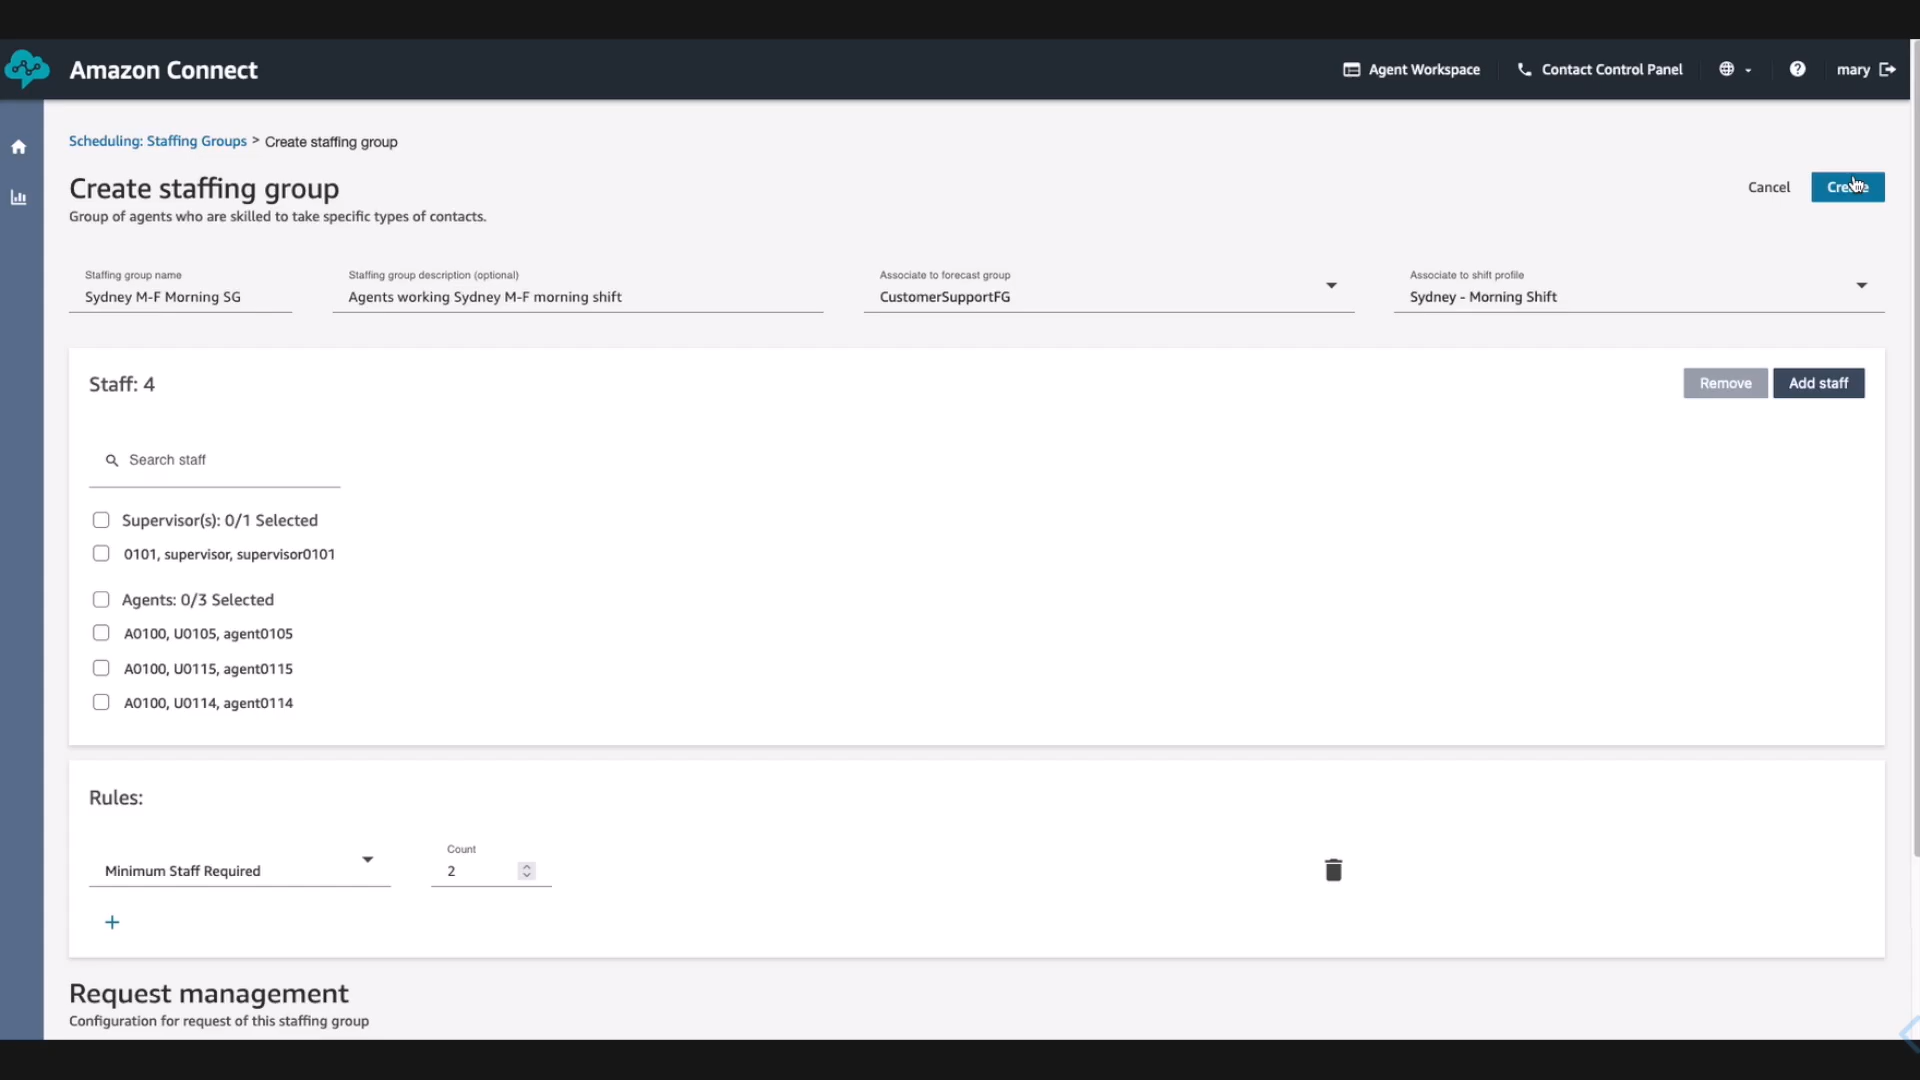 Amazon Connect
Agent Workspace
Contact Control Panel
mary
Scheduling: Staffing Groups > Create staffing group
Create staffing group
Group of agents who are skilled to take specific types of contacts.
Cancel
Create
Staffing group name
Sydney M-F Morning SG
Staffing group description (optional)
Agents working Sydney M-F morning shift
Associate to forecast group
CustomerSupportFG
Associate to shift profile
Sydney - Morning Shift
Staff: 4
Remove
Add staff
Search staff
Supervisor(s): 0/1 Selected
0101, supervisor, supervisor0101
Agents: 0/3 Selected
A0100, U0105, agent0105
A0100, U0115, agent0115
A0100, U0114, agent0114
Rules:
Minimum Staff Required
Count
2
Request management
Configuration for request of this staffing group